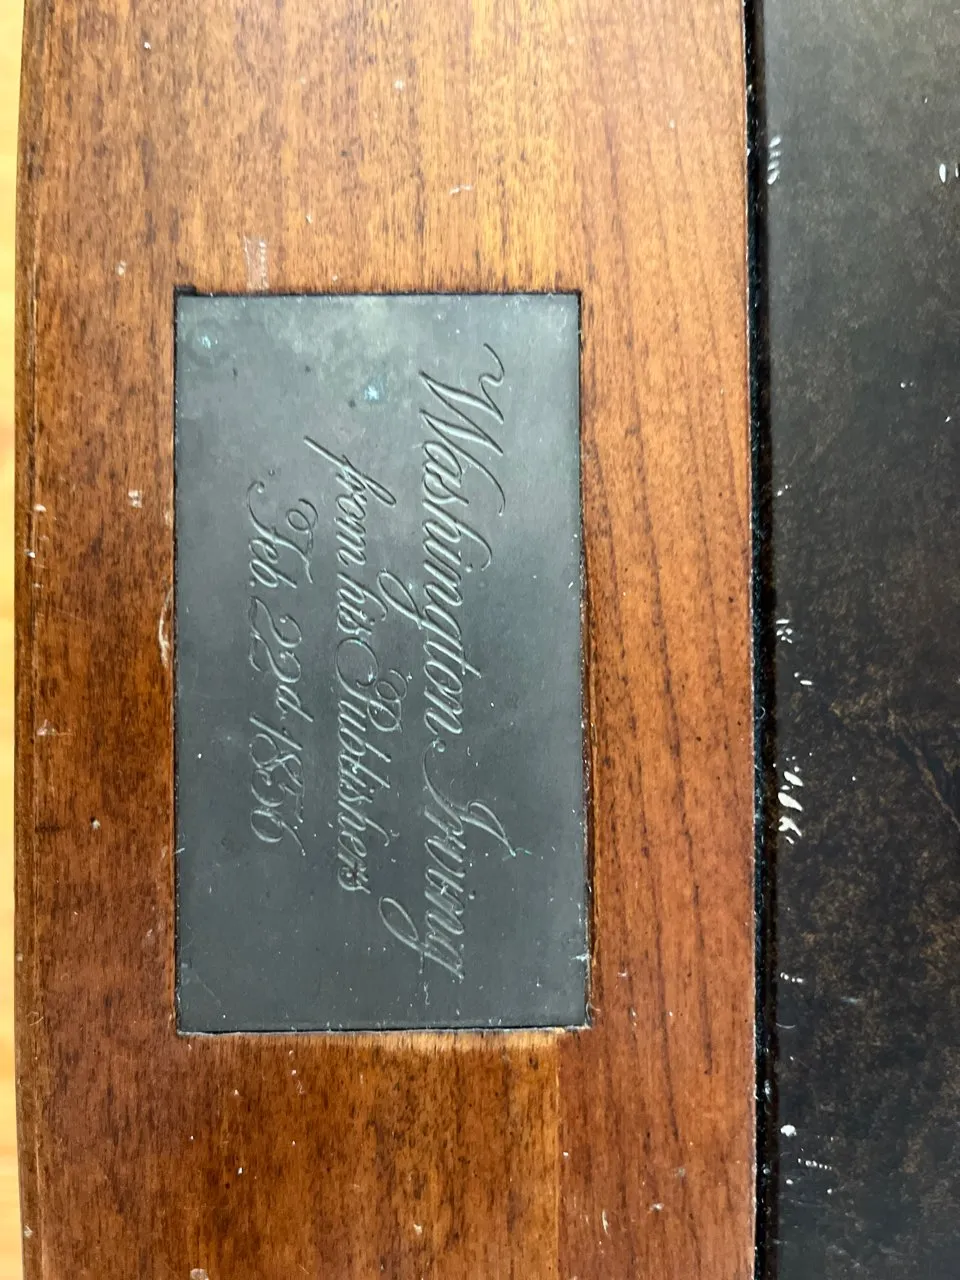 Washington Irving
from his Publishers
Feb. 22d. 1856